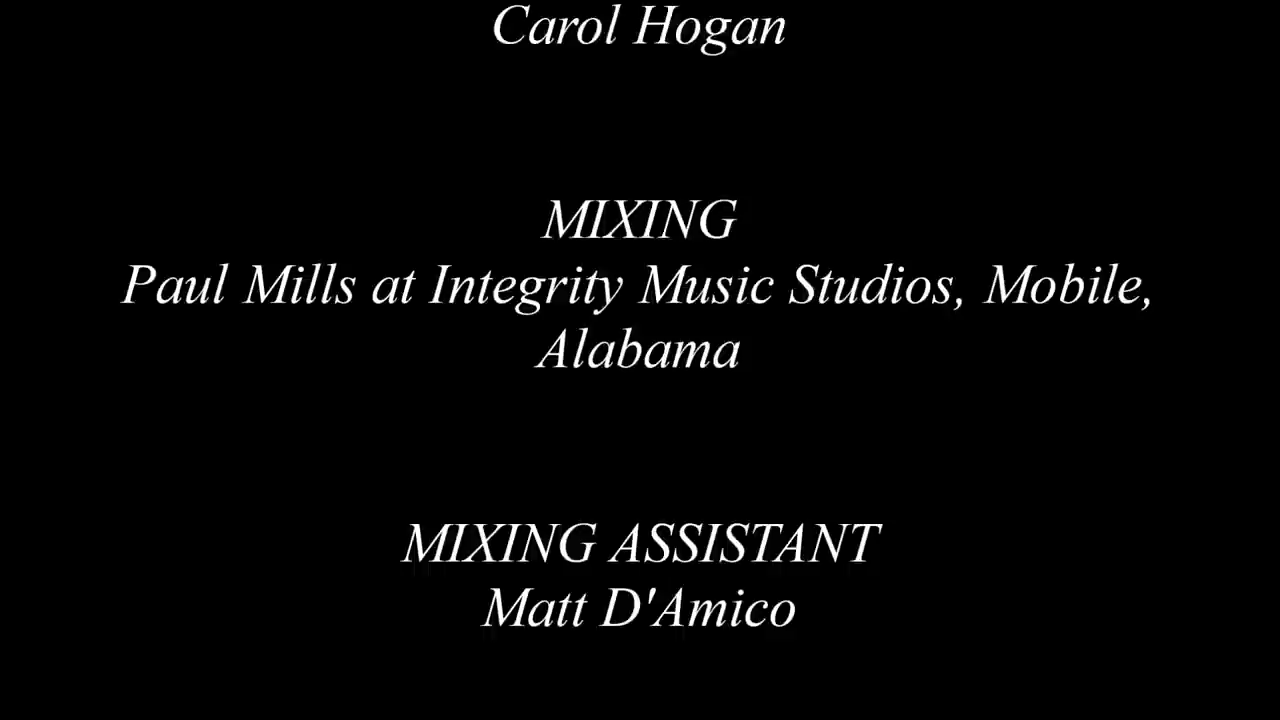 Carol Hogan
MIXING
Paul Mills at Integrity Music Studios, Mobile,
Alabama
MIXING ASSISTANT
Matt D'Amico